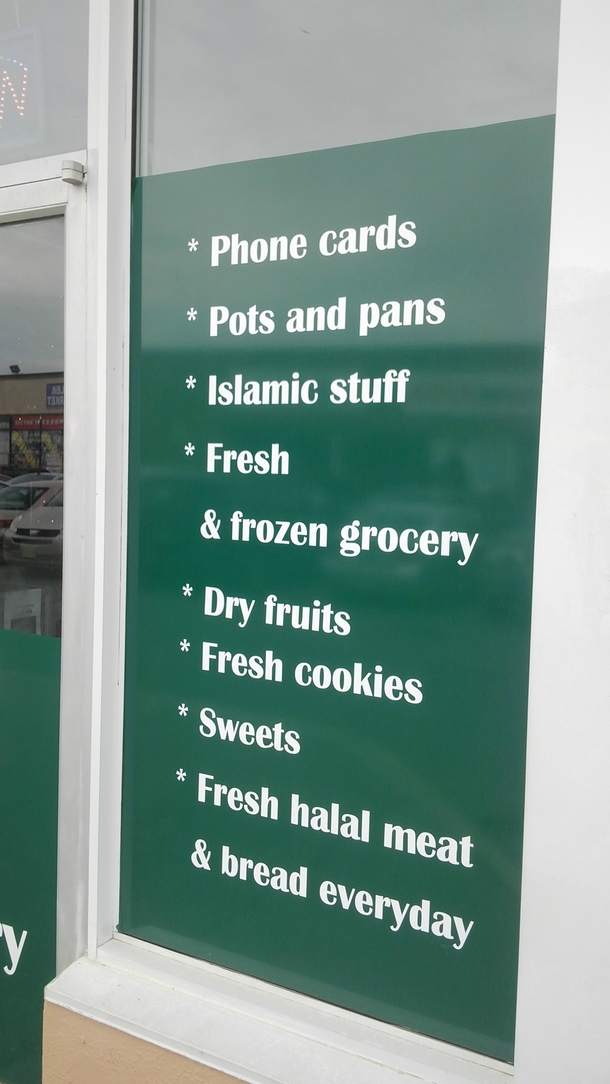 * Phone cards
* Pots and pans
* Islamic stuff
* Fresh
& frozen grocery
* Dry fruits
* Fresh cookies
* Sweets
* Fresh halal meat
& bread everyday
ry